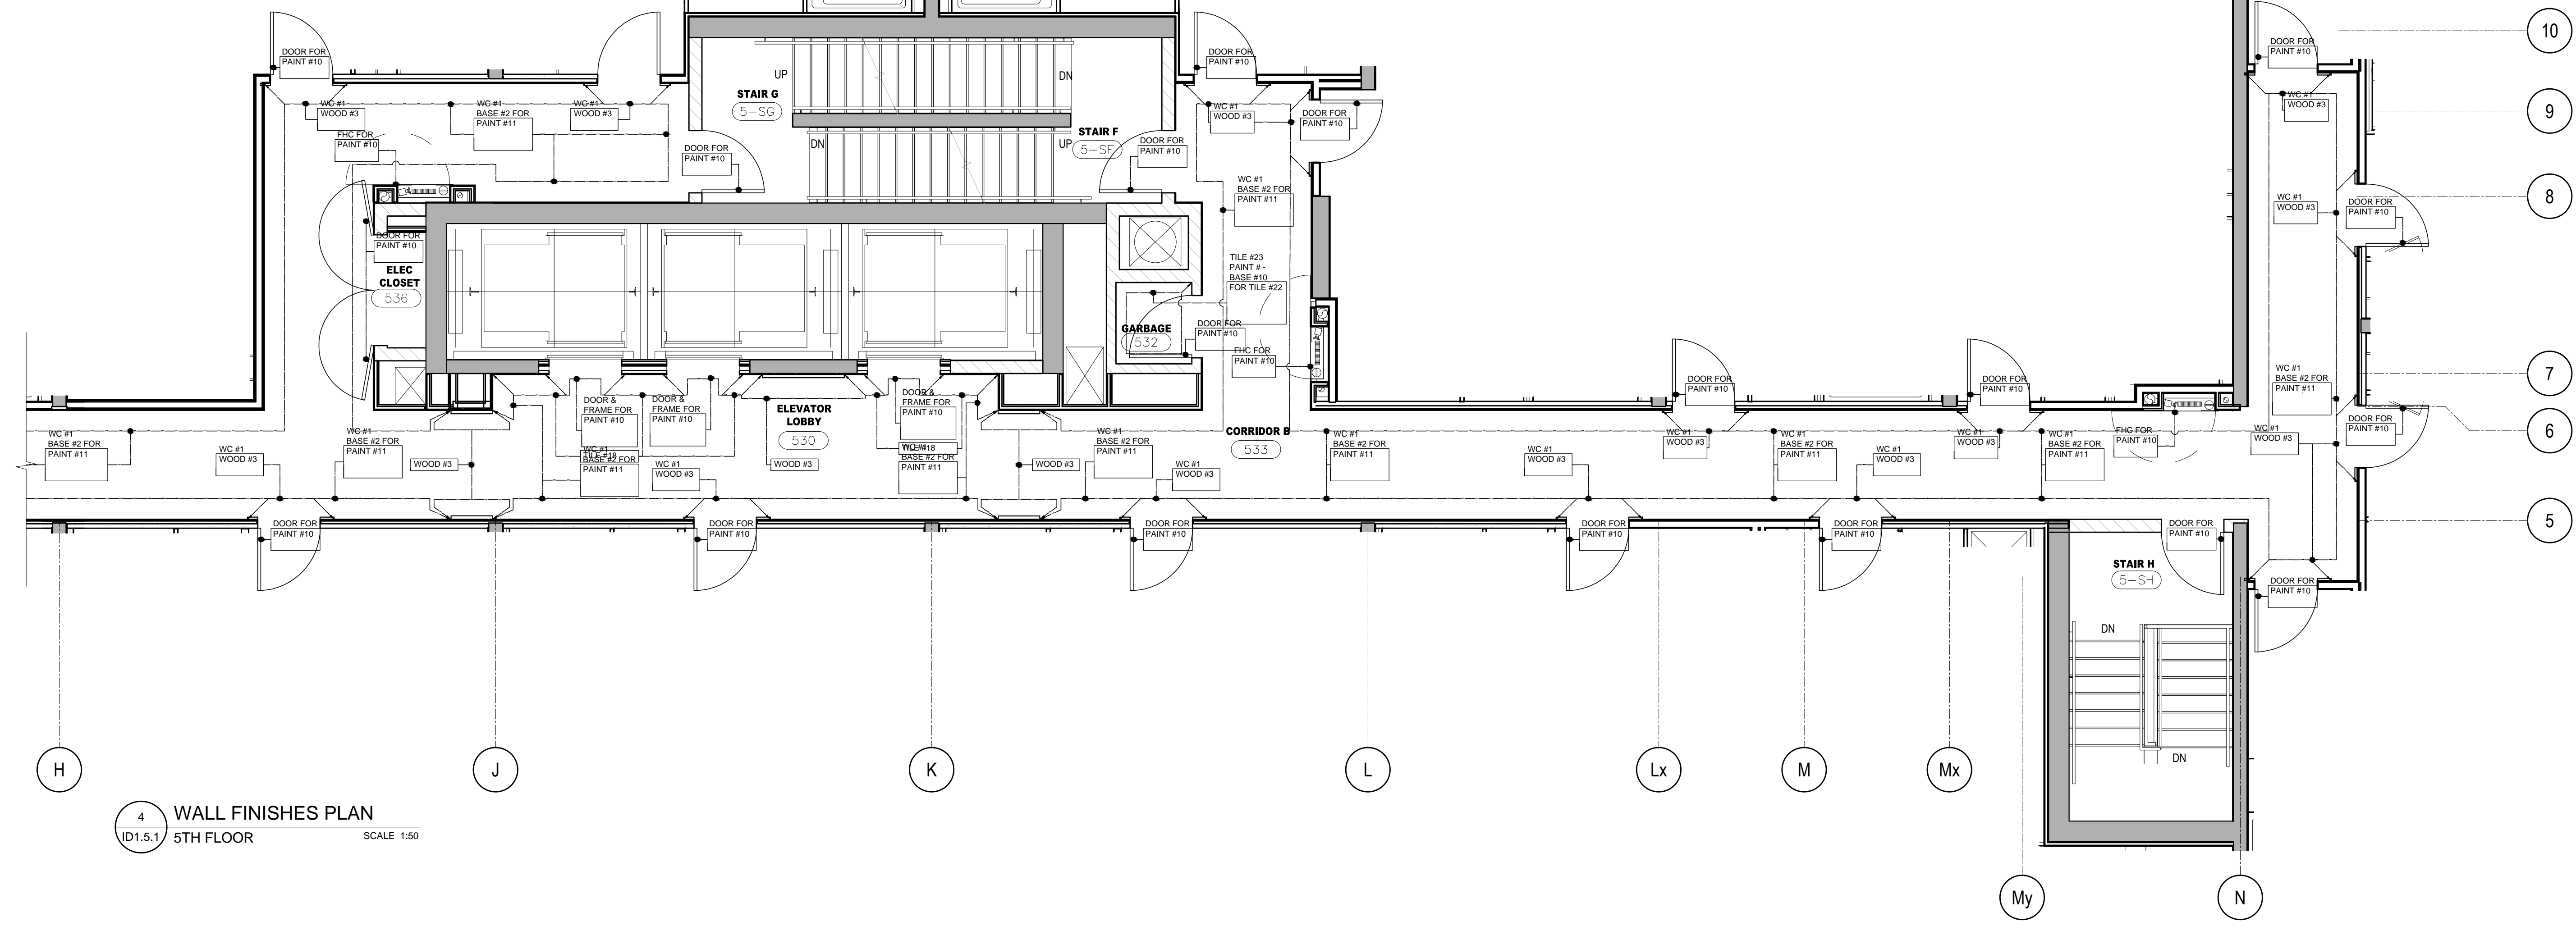 10
DOOR FOR
PAINT #10
DOOR FOR
PAINT #10
DOOR FOR
PAINT #10
UP
DN
STAIR G
5-SG
WC #1
WOOD #3
WC #1
BASE #2 FOR
PAINT #11
WC #1
WOOD #3
WC #1
WOOD #3
DOOR FOR
PAINT #10
WC #1
WOOD #3
9
FHC FOR
PAINT #10
DOOR FOR
PAINT #10
DN
STAIR F
UP
5-SF
DOOR FOR
PAINT #10
WC #1
BASE #2 FOR
PAINT #11
WC #1
WOOD #3
DOOR FOR
PAINT #10
8
DOOR FOR
PAINT #10
ELEC
CLOSET
536
TILE #23
PAINT # -
BASE #10
FOR TILE #22
GARBAGE
532
DOOR FOR
PAINT #10
FHC FOR
PAINT #10
DOOR FOR
PAINT #10
DOOR FOR
PAINT #10
WC #1
BASE #2 FOR
PAINT #11
7
DOOR &
FRAME FOR
PAINT #10
DOOR &
FRAME FOR
PAINT #10
ELEVATOR
LOBBY
530
DOOR &
FRAME FOR
PAINT #10
WC #1
BASE #2 FOR
PAINT #11
WC #1
WOOD #3
WC #1
BASE #2 FOR
PAINT #11
WOOD #3
WC #1
TILE #18
BASE #2 FOR
PAINT #11
WC #1
WOOD #3
WOOD #3
WC #1
TILE #18
BASE #2 FOR
PAINT #11
WOOD #3
WC #1
BASE #2 FOR
PAINT #11
WC #1
WOOD #3
CORRIDOR B
533
WC #1
BASE #2 FOR
PAINT #11
WC #1
WOOD #3
WC #1
WOOD #3
WC #1
BASE #2 FOR
PAINT #11
WC #1
WOOD #3
WC #1
WOOD #3
WC #1
BASE #2 FOR
PAINT #11
FHC FOR
PAINT #10
WC #1
WOOD #3
DOOR FOR
PAINT #10
6
DOOR FOR
PAINT #10
DOOR FOR
PAINT #10
DOOR FOR
PAINT #10
DOOR FOR
PAINT #10
DOOR FOR
PAINT #10
DOOR FOR
PAINT #10
5
STAIR H
5-SH
DOOR FOR
PAINT #10
DN
DN
H
J
K
L
Lx
M
Mx
My
N
4
ID1.5.1
WALL FINISHES PLAN
5TH FLOOR
SCALE 1:50